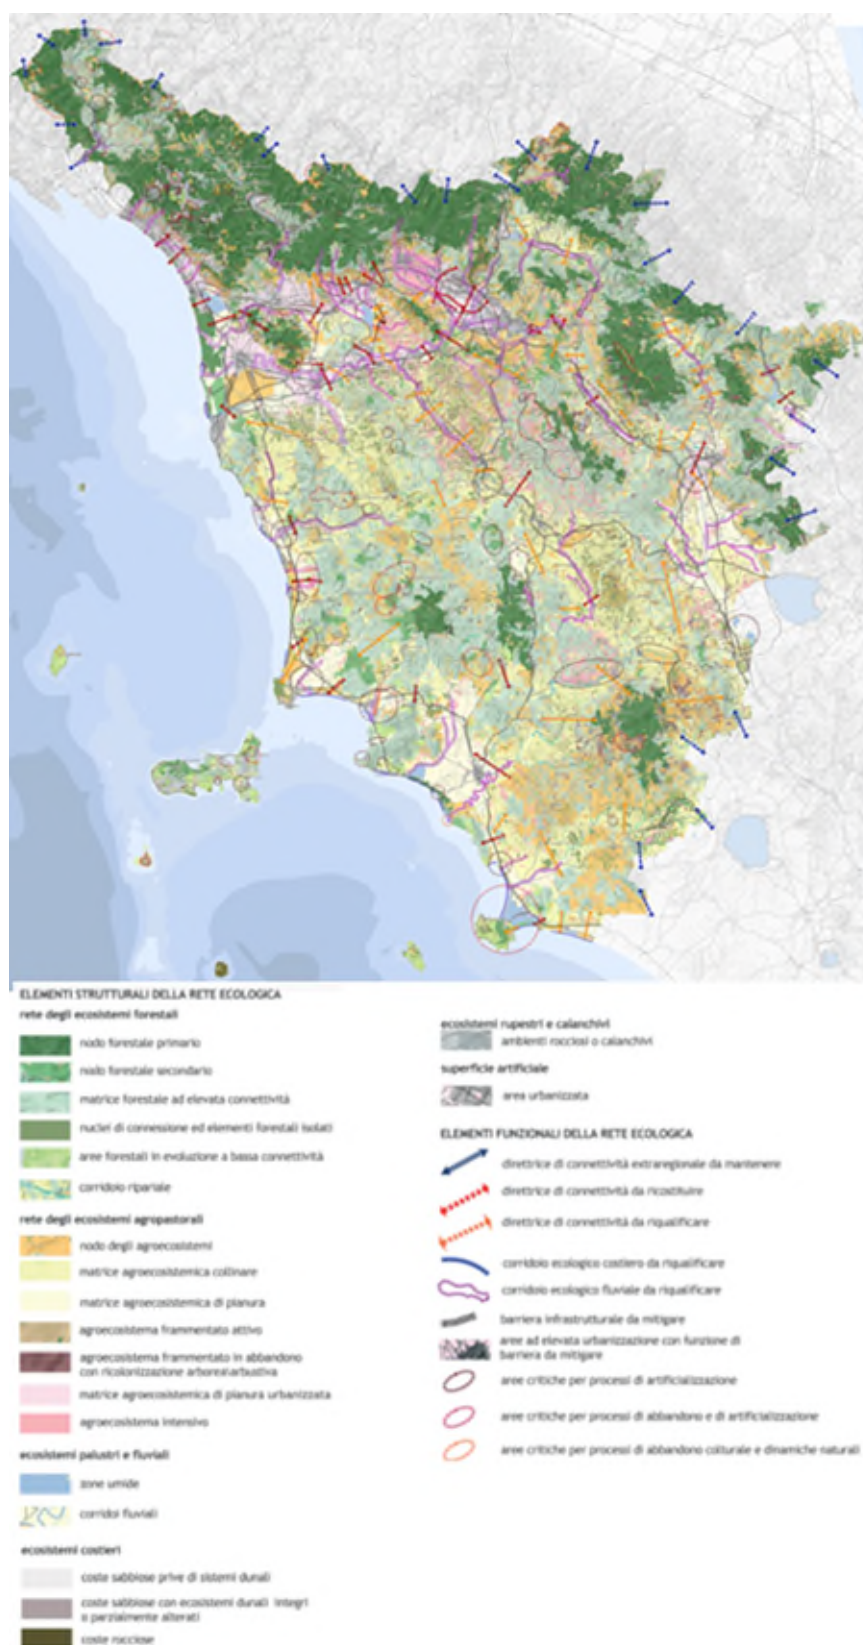 ELEMENTI STRUTTURALI DELLA RETE ECOLOGICA
rete degli ecosistemi forestali
nodo forestale primario
nodo forestale secondario
matrice forestale ad elevata connettività
nuclei di connessione ed elementi forestali isolati
aree forestali in evoluzione a bassa connettività
corridoio ripariale
rete degli ecosistemi agropastorali
nodo degli agroecosistemi
matrice agroecosistemica collinare
matrice agroecosistemica di pianura
agroecosistema frammentato attivo
agroecosistema frammentato in abbandono
con ricolonizzazione arborea/arbustiva
matrice agroecosistemica di pianura urbanizzata
agroecosistema intensivo
ecosistemi palustri e fluviali
zone umide
corridoi fluviali
ecosistemi costieri
coste sabbiose prive di sistemi dunali
coste sabbiose con ecosistemi dunali integri
o parzialmente alterati
coste rocciose
ecosistemi rupestri e calanchivi
ambienti rocciosi o calanchivi
superficie artificiale
area urbanizzata
ELEMENTI FUNZIONALI DELLA RETE ECOLOGICA
direttrice di connettività extraregionale da mantenere
direttrice di connettività da ricostituire
direttrice di connettività da riqualificare
corridoio ecologico costiero da riqualificare
corridoio ecologico fluviale da riqualificare
barriera infrastrutturale da mitigare
aree ad elevata urbanizzazione con funzione di
barriera da mitigare
aree critiche per processi di artificializzazione
aree critiche per processi di abbandono e di artificializzazione
aree critiche per processi di abbandono colturale e dinamiche naturali